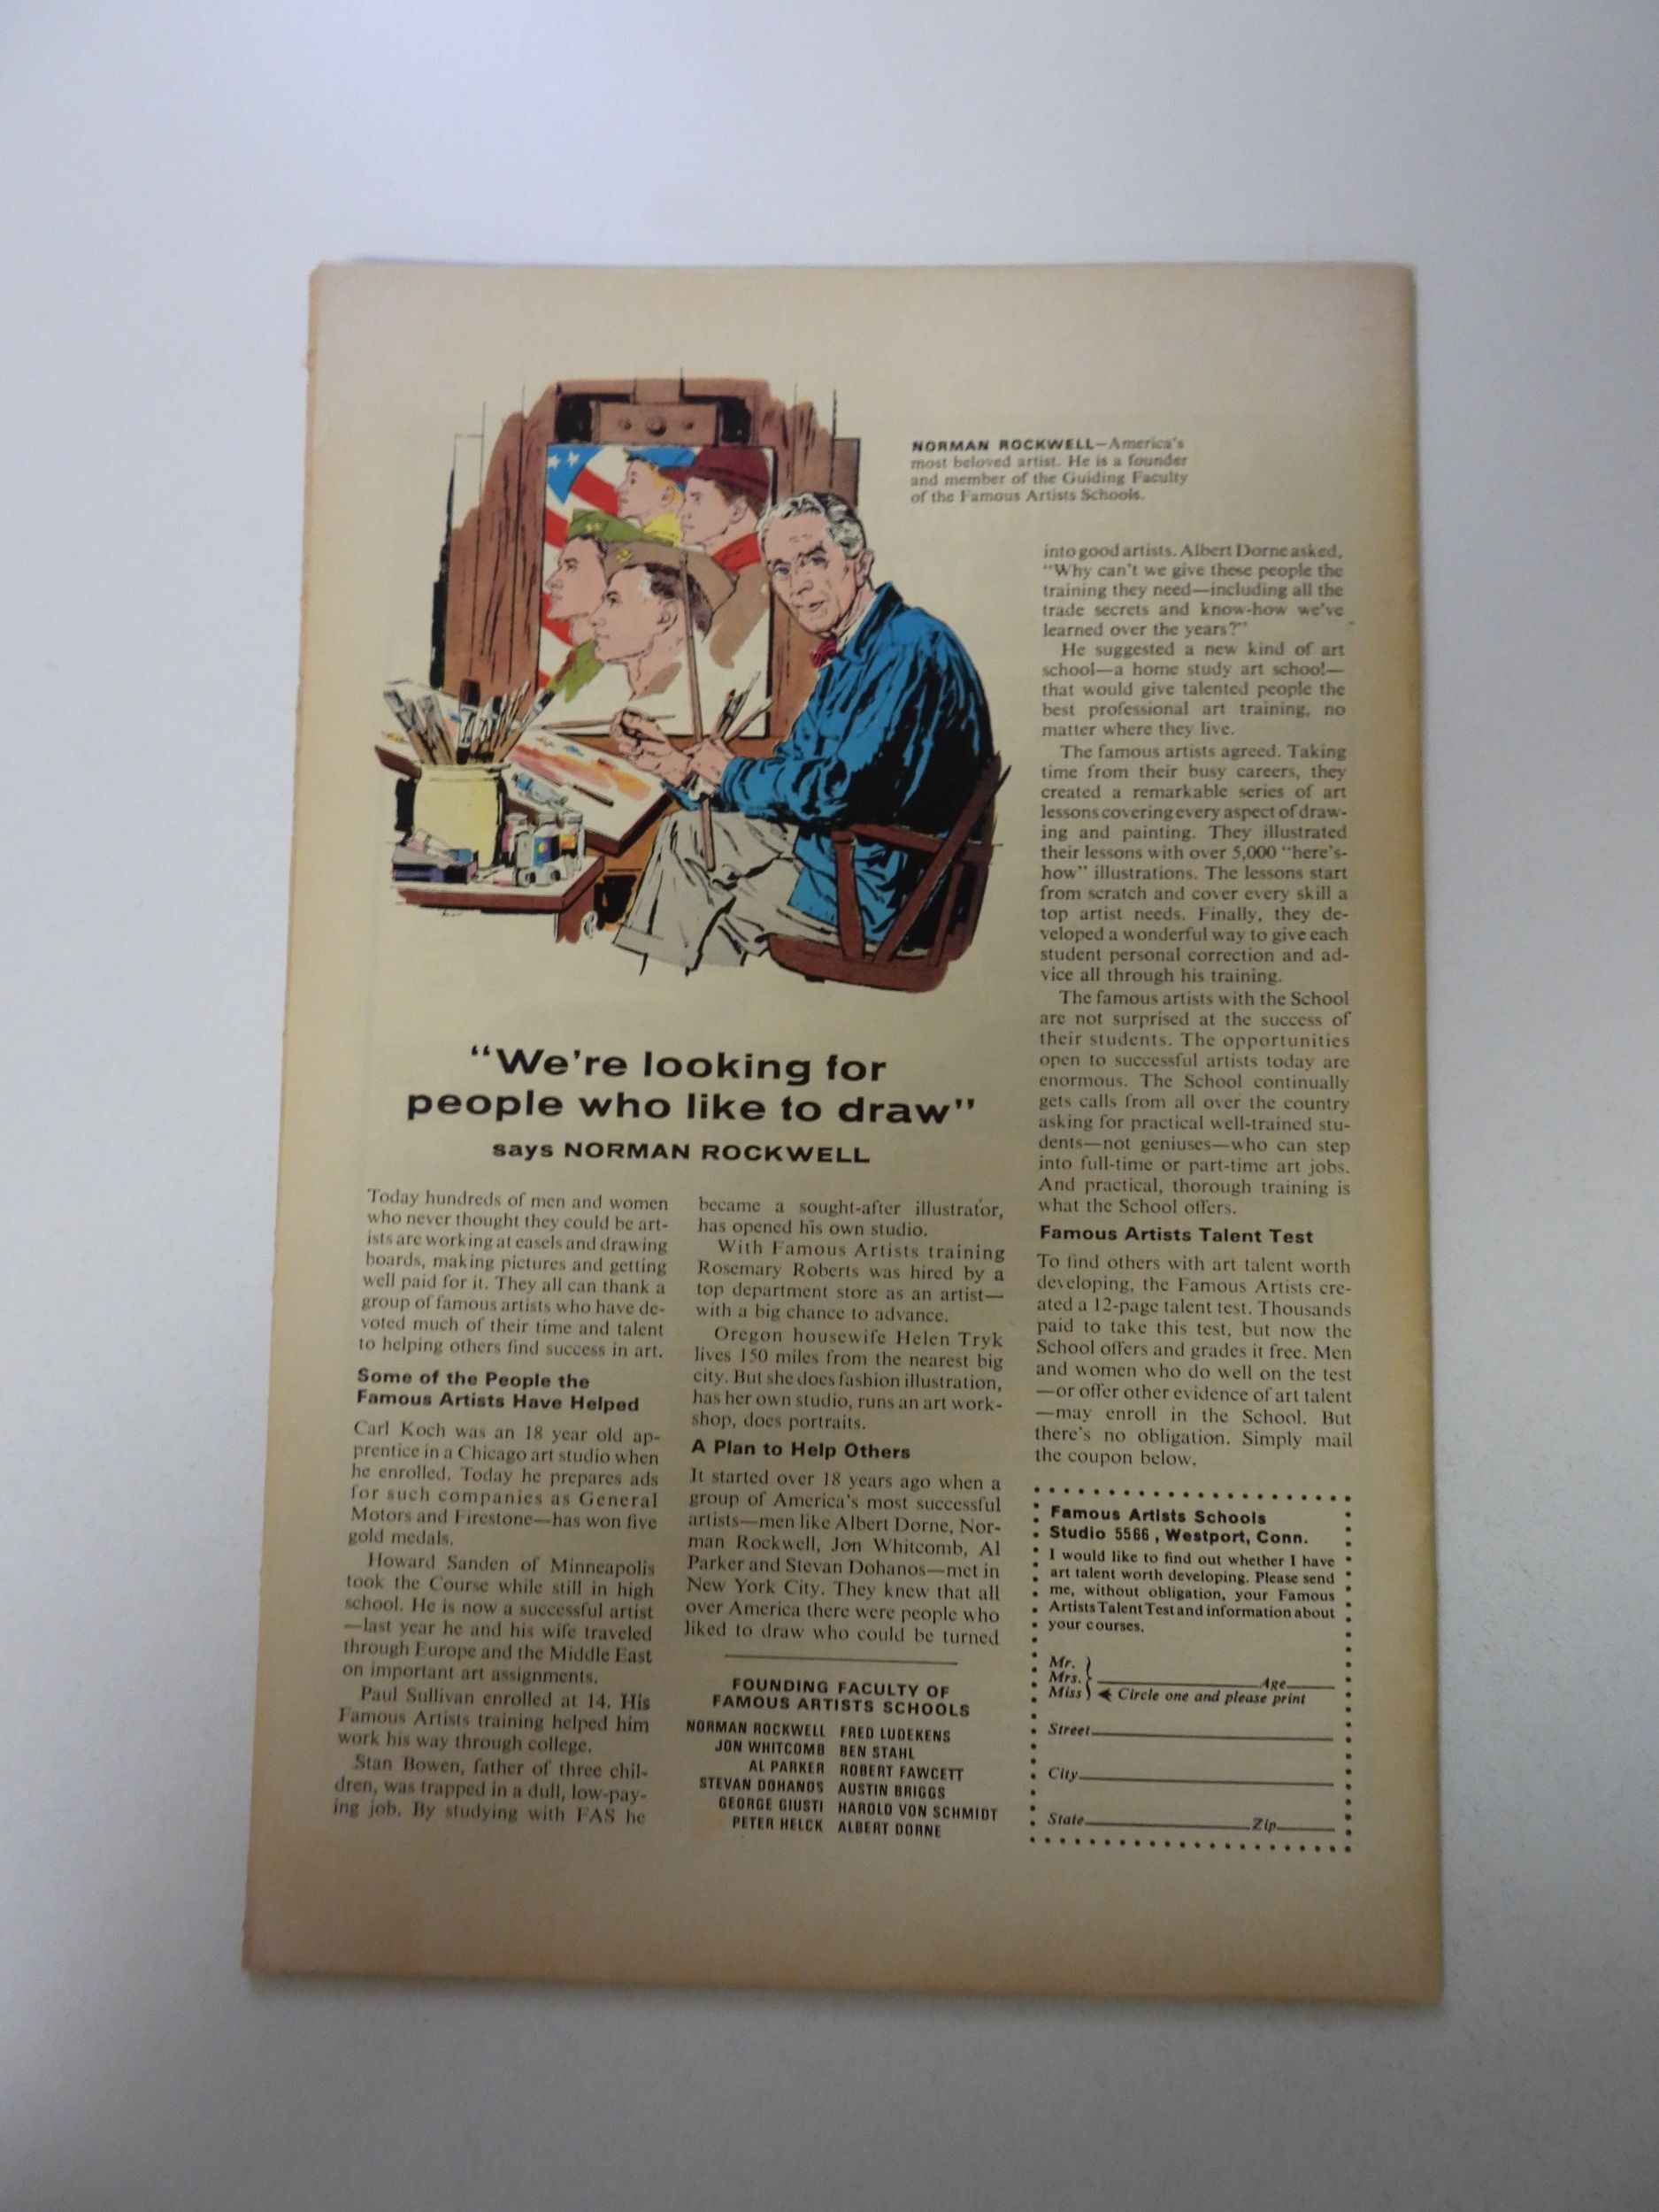 NORMAN ROCKWELL—America's
most beloved artist. He is a founder
and member of the Guiding Faculty
of the Famous Artists Schools.
"We're looking for
people who like to draw"
says NORMAN ROCKWELL
Today hundreds of men and women
who never thought they could be art-
ists are working at easels and drawing
boards, making pictures and getting
well paid for it. They all can thank a
group of famous artists who have de-
voted much of their time and talent
to helping others find success in art.
Some of the People the
Famous Artists Have Helped
Carl Koch was an 18 year old ap-
prentice in a Chicago art studio when
he enrolled. Today he prepares ads
for such companies as General
Motors and Firestone—has won five
gold medals.
Howard Sanden of Minneapolis
took the Course while still in high
school. He is now a successful artist
—last year he and his wife traveled
through Europe and the Middle East
on important art assignments.
Paul Sullivan enrolled at 14. His
Famous Artists training helped him
work his way through college.
Stan Bowen, father of three chil-
dren, was trapped in a dull, low-pay-
ing job. By studying with FAS he
became a sought-after illustrator,
has opened his own studio.
With Famous Artists training
Rosemary Roberts was hired by a
top department store as an artist—
with a big chance to advance.
Oregon housewife Helen Tryk
lives 150 miles from the nearest big
city. But she does fashion illustration,
has her own studio, runs an art work-
shop, does portraits.
A Plan to Help Others
It started over 18 years ago when a
group of America's most successful
artists—men like Albert Dorne, Nor-
man Rockwell, Jon Whitcomb, Al
Parker and Stevan Dohanos—met in
New York City. They knew that all
over America there were people who
liked to draw who could be turned
into good artists. Albert Dorne asked,
"Why can't we give these people the
training they need—including all the
trade secrets and know-how we've
learned over the years?"
He suggested a new kind of art
school—a home study art school—
that would give talented people the
best professional art training, no
matter where they live.
The famous artists agreed. Taking
time from their busy careers, they
created a remarkable series of art
lessons covering every aspect of draw-
ing and painting. They illustrated
their lessons with over 5,000 "here's-
how" illustrations. The lessons start
from scratch and cover every skill a
top artist needs. Finally, they de-
veloped a wonderful way to give each
student personal correction and ad-
vice all through his training.
The famous artists with the School
are not surprised at the success of
their students. The opportunities
open to successful artists today are
enormous. The School continually
gets calls from all over the country
asking for practical well-trained stu-
dents—not geniuses—who can step
into full-time or part-time art jobs.
And practical, thorough training is
what the School offers.
Famous Artists Talent Test
To find others with art talent worth
developing, the Famous Artists cre-
ated a 12-page talent test. Thousands
paid to take this test, but now the
School offers and grades it free. Men
and women who do well on the test
—or offer other evidence of art talent
—may enroll in the School. But
there's no obligation. Simply mail
the coupon below.
FOUNDING FACULTY OF
FAMOUS ARTISTS SCHOOLS
NORMAN ROCKWELL FRED LUDEKENS
JON WHITCOMB BEN STAHL
AL PARKER ROBERT FAWCETT
STEVAN DOHANOS AUSTIN BRIGGS
GEORGE GIUSTI HAROLD VON SCHMIDT
PETER HELCK ALBERT DORNE
Famous Artists Schools
Studio 5566, Westport, Conn.
I would like to find out whether I have
art talent worth developing. Please send
me, without obligation, your Famous
Artists Talent Test and information about
your courses.
Mr.
Mrs. Age
Miss Circle one and please print
Street
City
State Zip